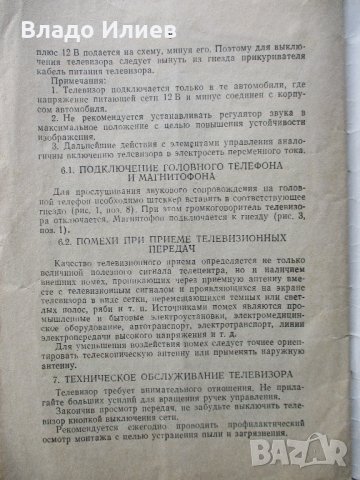 Владо Илиев
плюс 12 В подается на схему, минуя его. Поэтому для выклю-
чения телевизора следует вынуть из гнезда прикуривателя
кабель питания телевизора.
Примечания:
1. Телевизор подключается только в те автомобили, где
напряжение питающей сети 12 В и минус соединен с корпу-
сом автомобиля.
2. Не рекомендуется устанавливать регулятор звука в
максимальное положение с целью повышения устойчивости
изображения.
3. Дальнейшие действия с элементами управления аналоги-
ичны включению телевизора в электросеть переменного тока.
6.1. ПОДКЛЮЧЕНИЕ ГОЛОВНОГО ТЕЛЕФОНА
И МАГНИТОФОНА
Для прослушивания звукового сопровождения на голов-
ной телефон необходимо штеккер вставить в соответствующее
гнездо (рис. 1, поз. 8). При этом громкоговоритель телевизо-
ра отключается. Магнитофон подключается к гнезду (рис. 3,
поз. 1).
6.2. ПОМЕХИ ПРИ ПРИЕМЕ ТЕЛЕВИЗИОННЫХ
ПЕРЕДАЧ
Качество телевизионного приема определяется не только
величиной полезного сигнала телецентра, но и наличием
внешних помех, проникающих через приемную антенну вме-
сте с телевизионным сигналом и проявляющихся на экране
телевизора в виде сетки, перемещающихся темных или свет-
лых полос, ряби и т. п. Источниками помех являются про-
мышленные и бытовые электроустановки, электромедицин-
ское оборудование, автотранспорт, электротранспорт, линии
электропередачи высокого напряжения и т. д.
Для уменьшения воздействия помех следует точнее ориен-
тировать телескопическую антенну или применять наружную
антенну.
7. ТЕХНИЧЕСКОЕ ОБСЛУЖИВАНИЕ ТЕЛЕВИЗОРА
Телевизор требует внимательного отношения. Не прила-
гайте больших усилий для вращения ручек управления.
Закончив просмотр передач, не забудьте выключить теле-
визор кнопкой выключения сети.
Рекомендуется ежегодно проводить профилактический
осмотр монтажа с целью устранения пыли и загрязнения.
BAZAR